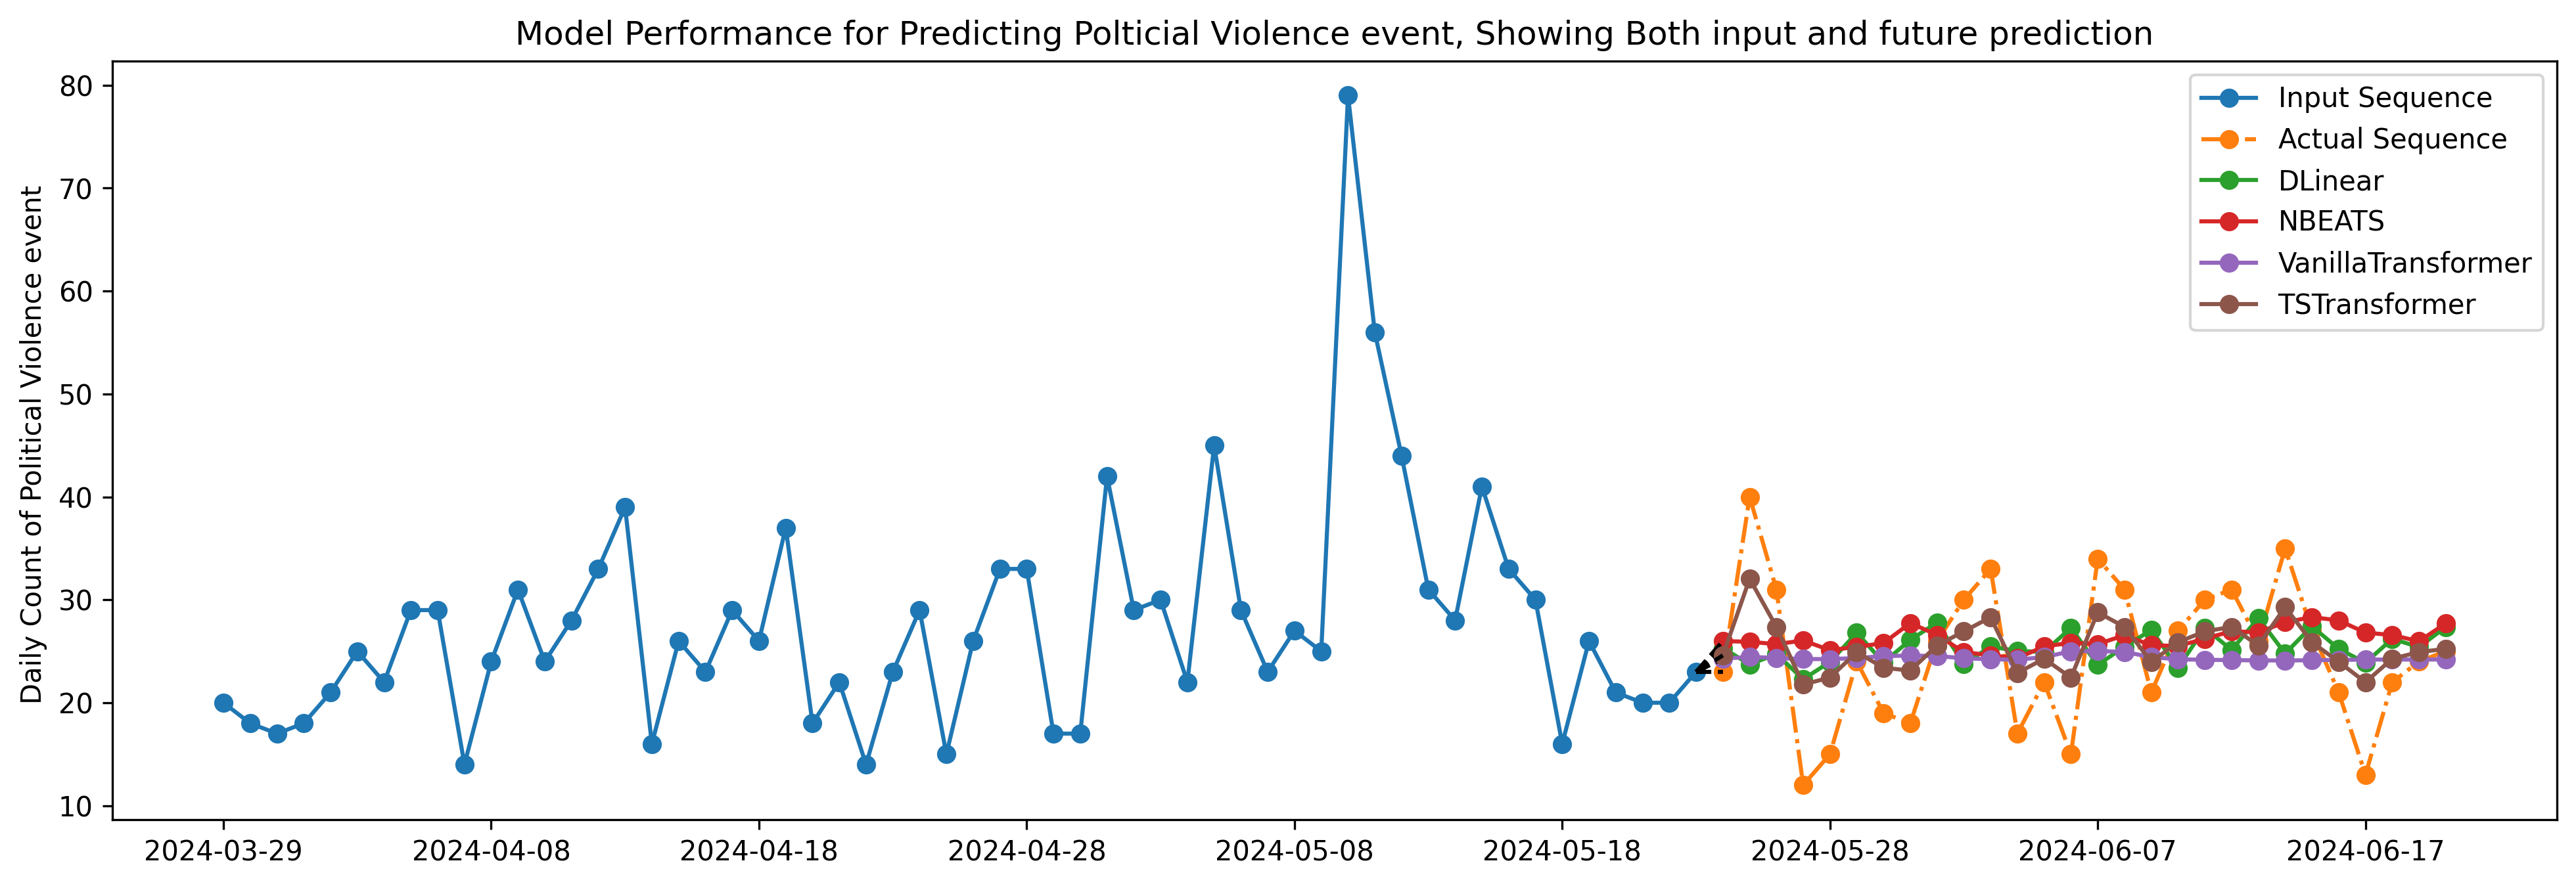 Model Performance for Predicting Polticial Violence event, Showing Both input and future prediction
Daily Count of Political Violence event
80
70
60
50
40
30
20
10
Input Sequence
Actual Sequence
DLinear
NBEATS
VanillaTransformer
TSTransformer
2024-03-29
2024-04-08
2024-04-18
2024-04-28
2024-05-08
2024-05-18
2024-05-28
2024-06-07
2024-06-17